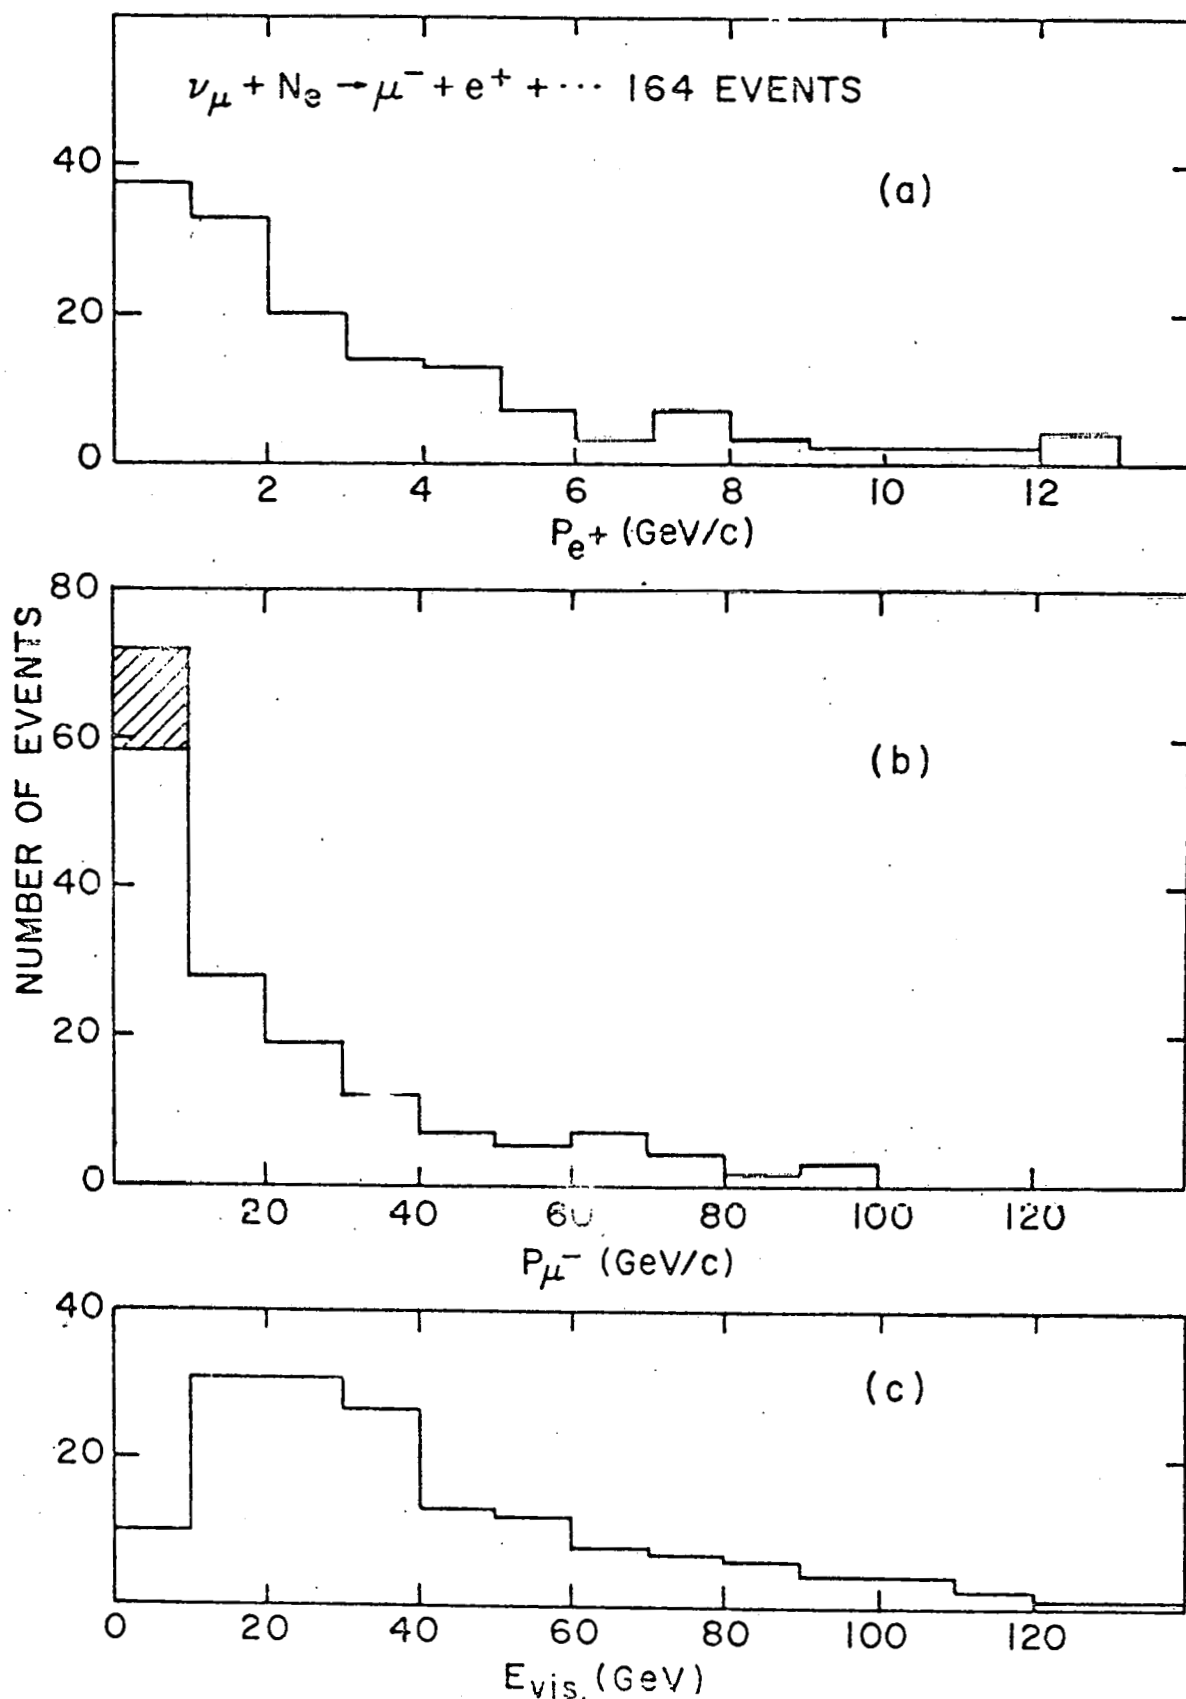 νμ + Ne → μ− + e+ + ··· 164 EVENTS
(a)
40
20
0
2 4 6 8 10 12
Pe+ (GeV/c)
NUMBER OF EVENTS
(b)
80
60
40
20
0
20 40 60 80 100 120
Pμ− (GeV/c)
(c)
40
20
0 20 40 60 80 100 120
Evis. (GeV)